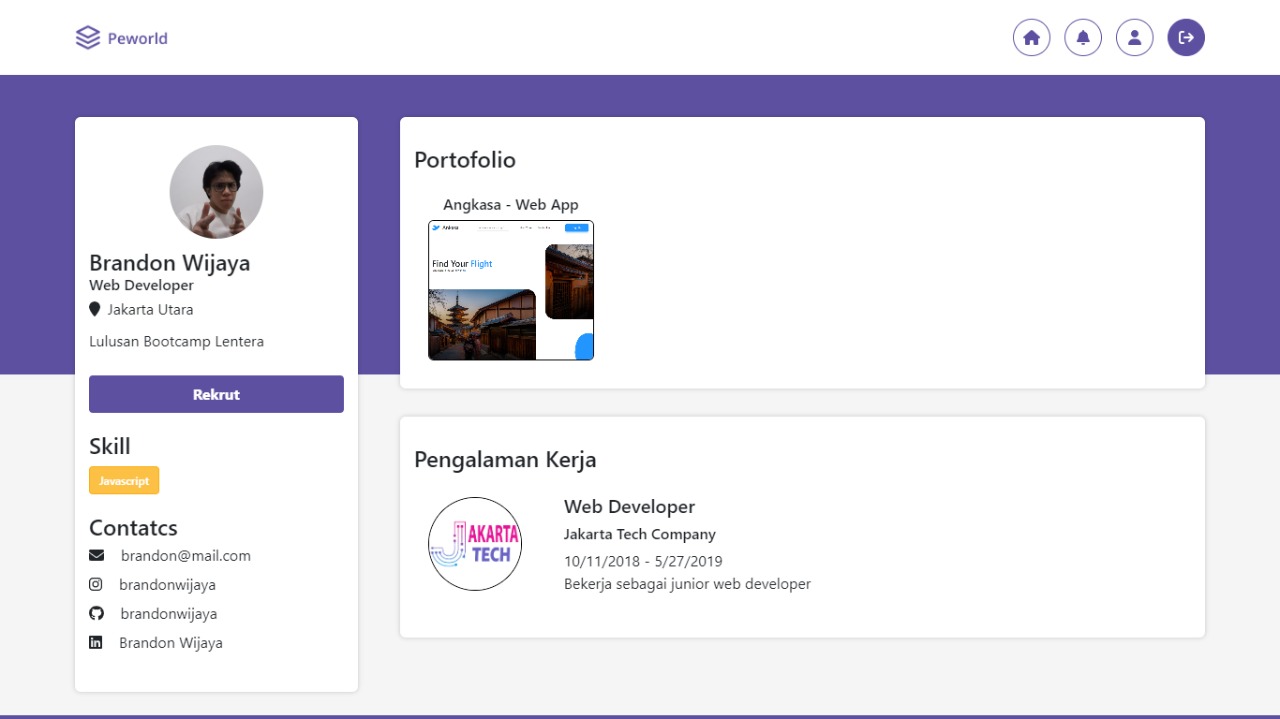 Peworld
Brandon Wijaya
Web Developer
Jakarta Utara
Lulusan Bootcamp Lentera
Rekrut
Skill
Javascript
Contatcs
brandon@mail.com
brandonwijaya
brandonwijaya
Brandon Wijaya
Portofolio
Angkasa - Web App
Find Your Flight
Pengalaman Kerja
JAKARTA
TECH
Web Developer
Jakarta Tech Company
10/11/2018 - 5/27/2019
Bekerja sebagai junior web developer